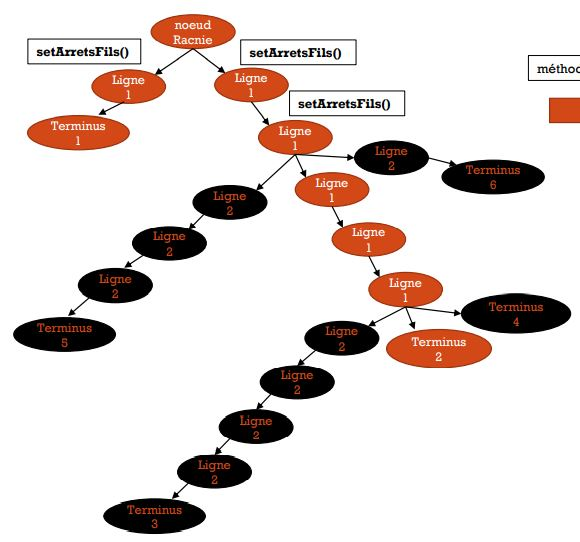 noeud
Racnie
setArretsFils()
setArretsFils()
Ligne
1
Ligne
1
méthod
setArretsFils()
Terminus
1
Ligne
1
Ligne
2
Terminus
6
Ligne
1
Ligne
2
Ligne
1
Ligne
2
Ligne
2
Ligne
1
Terminus
4
Terminus
5
Ligne
2
Terminus
2
Ligne
2
Ligne
2
Ligne
2
Terminus
3